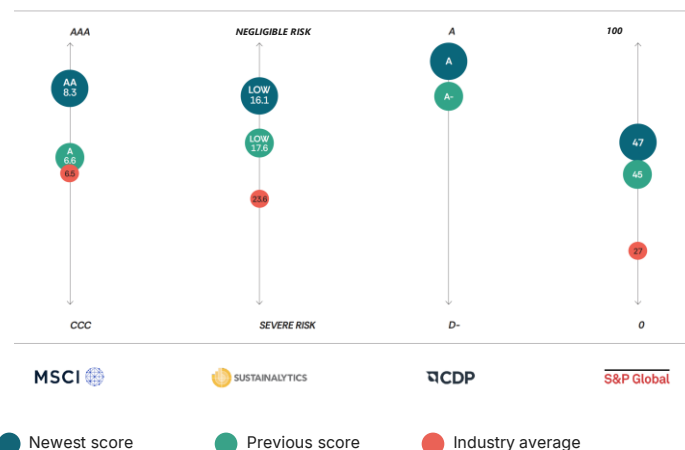 AAA
NEGLIGIBLE RISK
A
100
AA
8.3
LOW
16.1
A
A-
LOW
17.6
47
A
6.6
6.5
45
23.6
27
CCC
SEVERE RISK
D-
0
MSCI
SUSTAINALYTICS
CDP
S&P Global
Newest score
Previous score
Industry average